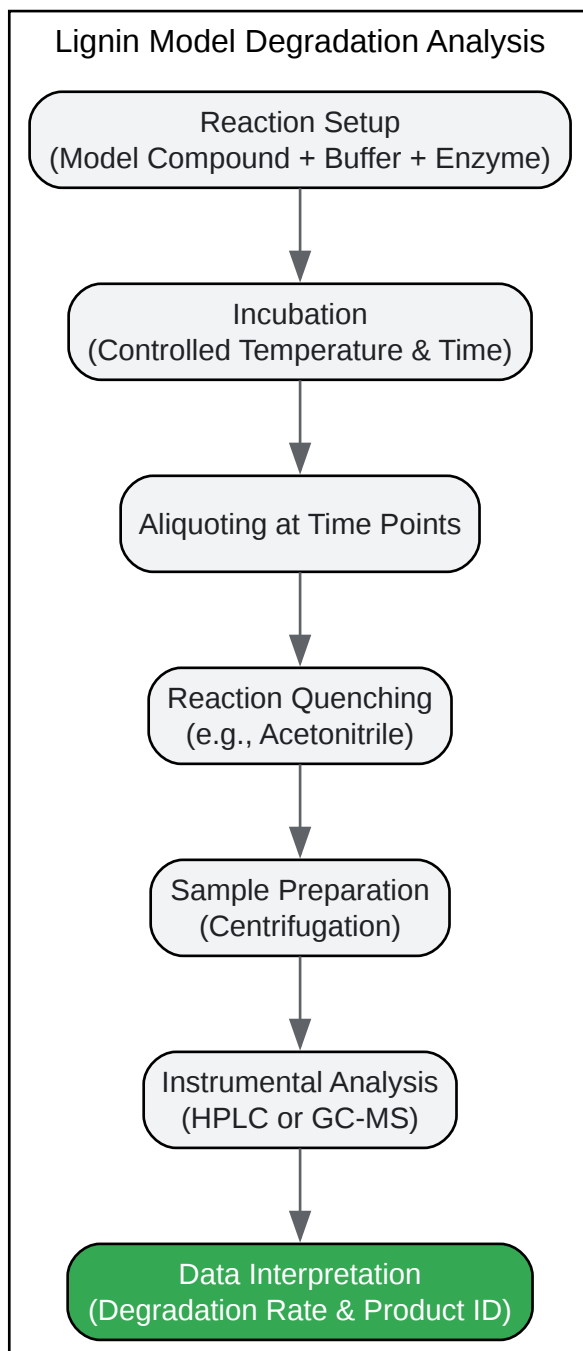 Lignin Model Degradation Analysis
Reaction Setup
(Model Compound + Buffer + Enzyme)
Incubation
(Controlled Temperature & Time)
Aliquoting at Time Points
Reaction Quenching
(e.g., Acetonitrile)
Sample Preparation
(Centrifugation)
Instrumental Analysis
(HPLC or GC-MS)
Data Interpretation
(Degradation Rate & Product ID)